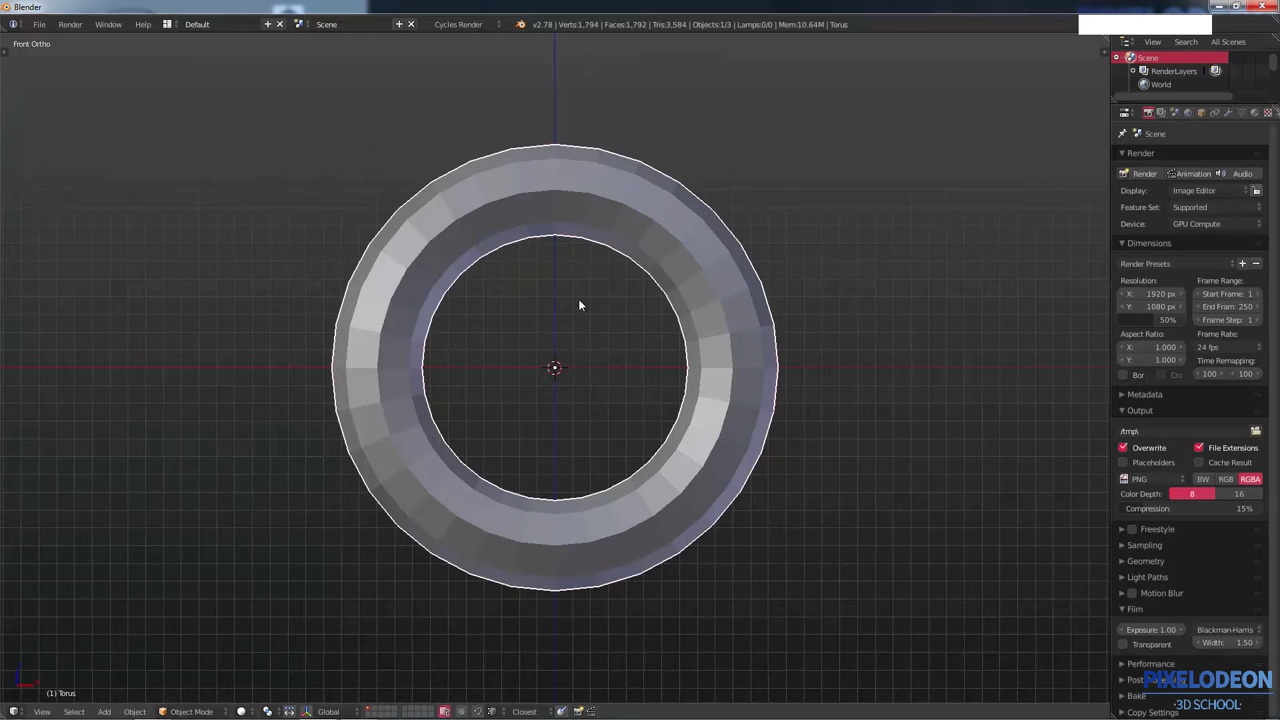 Blender
File Render Window Help Default Scene Cycles Render v2.78 | Verts:1,794 | Faces:1,792 | Tris:3,584 | Objects:1/3 | Lamps:0/0 | Mem:10.64M | Torus
Front Ortho
View Search All Scenes
Scene
RenderLayers
World
Scene
Render
Render Animation Audio
Display: Image Editor
Feature Set: Supported
Device: GPU Compute
Dimensions
Render Presets
Resolution: Frame Range:
X: 1920 px Start Frame: 1
Y: 1080 px End Fram: 250
50% Frame Step: 1
Aspect Ratio: Frame Rate:
X: 1.000 24 fps
Y: 1.000 Time Remapping:
Bor Cro 100 100
Metadata
Output
/tmp\
Overwrite File Extensions
Placeholders Cache Result
PNG BW RGB RGBA
Color Depth: 8 16
Compression: 15%
Freestyle
Sampling
Geometry
Light Paths
Motion Blur
Film
Exposure: 1.00 Blackman-Harris
Transparent Width: 1.50
Performance
Bake
Copy Settings
PIXELODEON
3D SCHOOL
(1) Torus
View Select Add Object Object Mode Global Closest